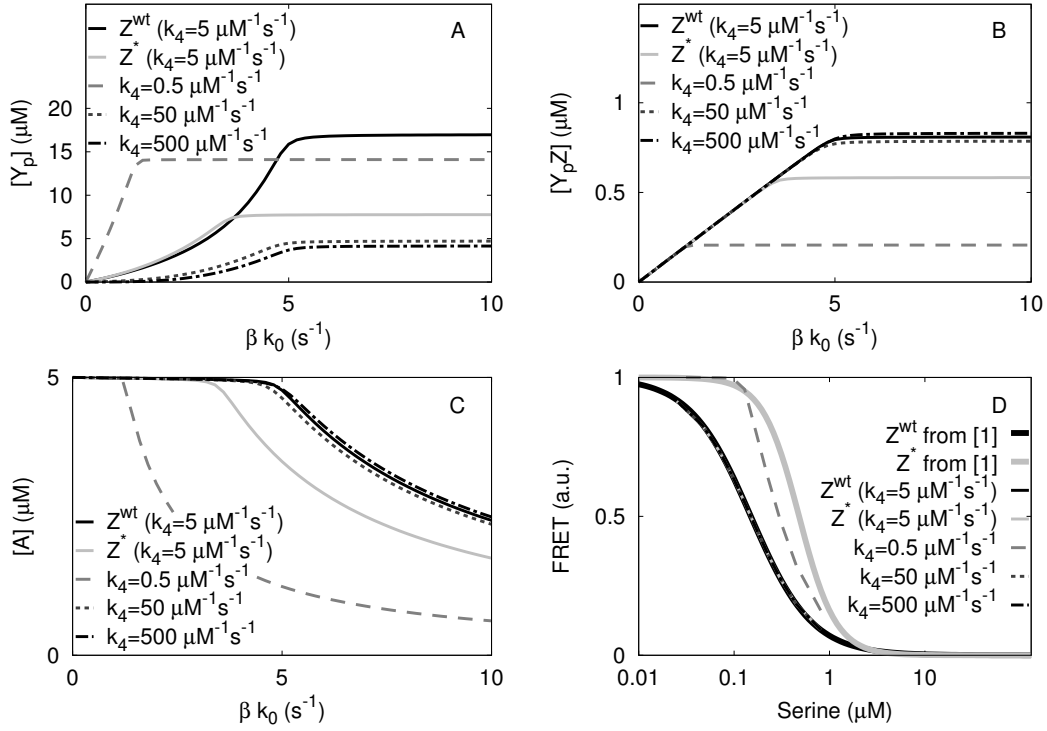 A
Z^wt (k₄=5 μM⁻¹s⁻¹)
Z^* (k₄=5 μM⁻¹s⁻¹)
k₄=0.5 μM⁻¹s⁻¹
k₄=50 μM⁻¹s⁻¹
k₄=500 μM⁻¹s⁻¹
[Yₚ] (μM)
20
15
10
5
0
0 5 10
β k₀ (s⁻¹)
B
Z^wt (k₄=5 μM⁻¹s⁻¹)
Z^* (k₄=5 μM⁻¹s⁻¹)
k₄=0.5 μM⁻¹s⁻¹
k₄=50 μM⁻¹s⁻¹
k₄=500 μM⁻¹s⁻¹
[YₚZ] (μM)
1
0.5
0
0 5 10
β k₀ (s⁻¹)
C
Z^wt (k₄=5 μM⁻¹s⁻¹)
Z^* (k₄=5 μM⁻¹s⁻¹)
k₄=0.5 μM⁻¹s⁻¹
k₄=50 μM⁻¹s⁻¹
k₄=500 μM⁻¹s⁻¹
[A] (μM)
5
0
0 5 10
β k₀ (s⁻¹)
D
Z^wt from [1]
Z^* from [1]
Z^wt (k₄=5 μM⁻¹s⁻¹)
Z^* (k₄=5 μM⁻¹s⁻¹)
k₄=0.5 μM⁻¹s⁻¹
k₄=50 μM⁻¹s⁻¹
k₄=500 μM⁻¹s⁻¹
FRET (a.u.)
1
0.5
0
0.01 0.1 1 10
Serine (μM)